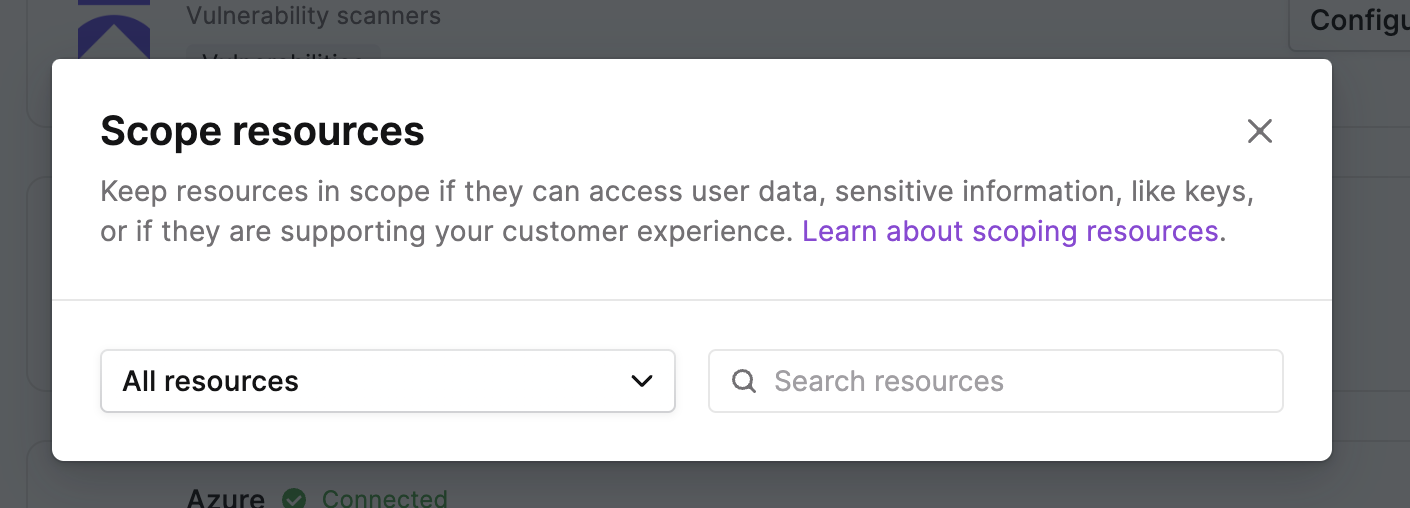 Vulnerability scanners
Configu
Vulnerabilities
Scope resources
Keep resources in scope if they can access user data, sensitive information, like keys,
or if they are supporting your customer experience. Learn about scoping resources.
All resources
Search resources
Azure Connected